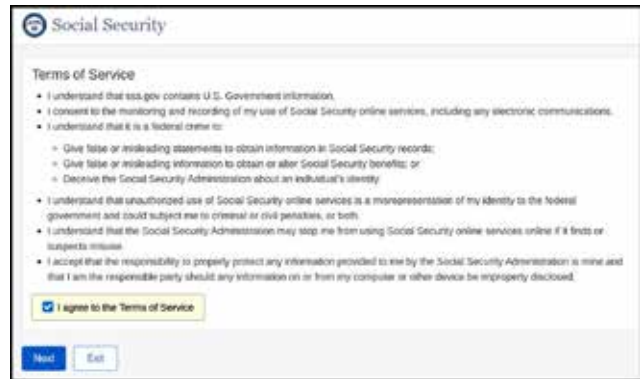 Social Security
Terms of Service
• I understand that ssa.gov contains U.S. Government information.
• I consent to the monitoring and recording of my use of Social Security online services, including any electronic communications.
• I understand that it is a federal crime to:
Give false or misleading statements to obtain information in Social Security records;
Give false or misleading information to obtain or alter Social Security benefits; or
Deceive the Social Security Administration about an individual's identity
• I understand that unauthorized use of Social Security online services is a misrepresentation of my identity to the federal
government and could subject me to criminal or civil penalties, or both.
• I understand that the Social Security Administration may stop me from using Social Security online services online if it finds or
suspects misuse.
• I accept that the responsibility to properly protect any information provided to me by the Social Security Administration is mine and
that I am the responsible party should any information on or from my computer or other device be improperly disclosed.
I agree to the Terms of Service
Next
Exit